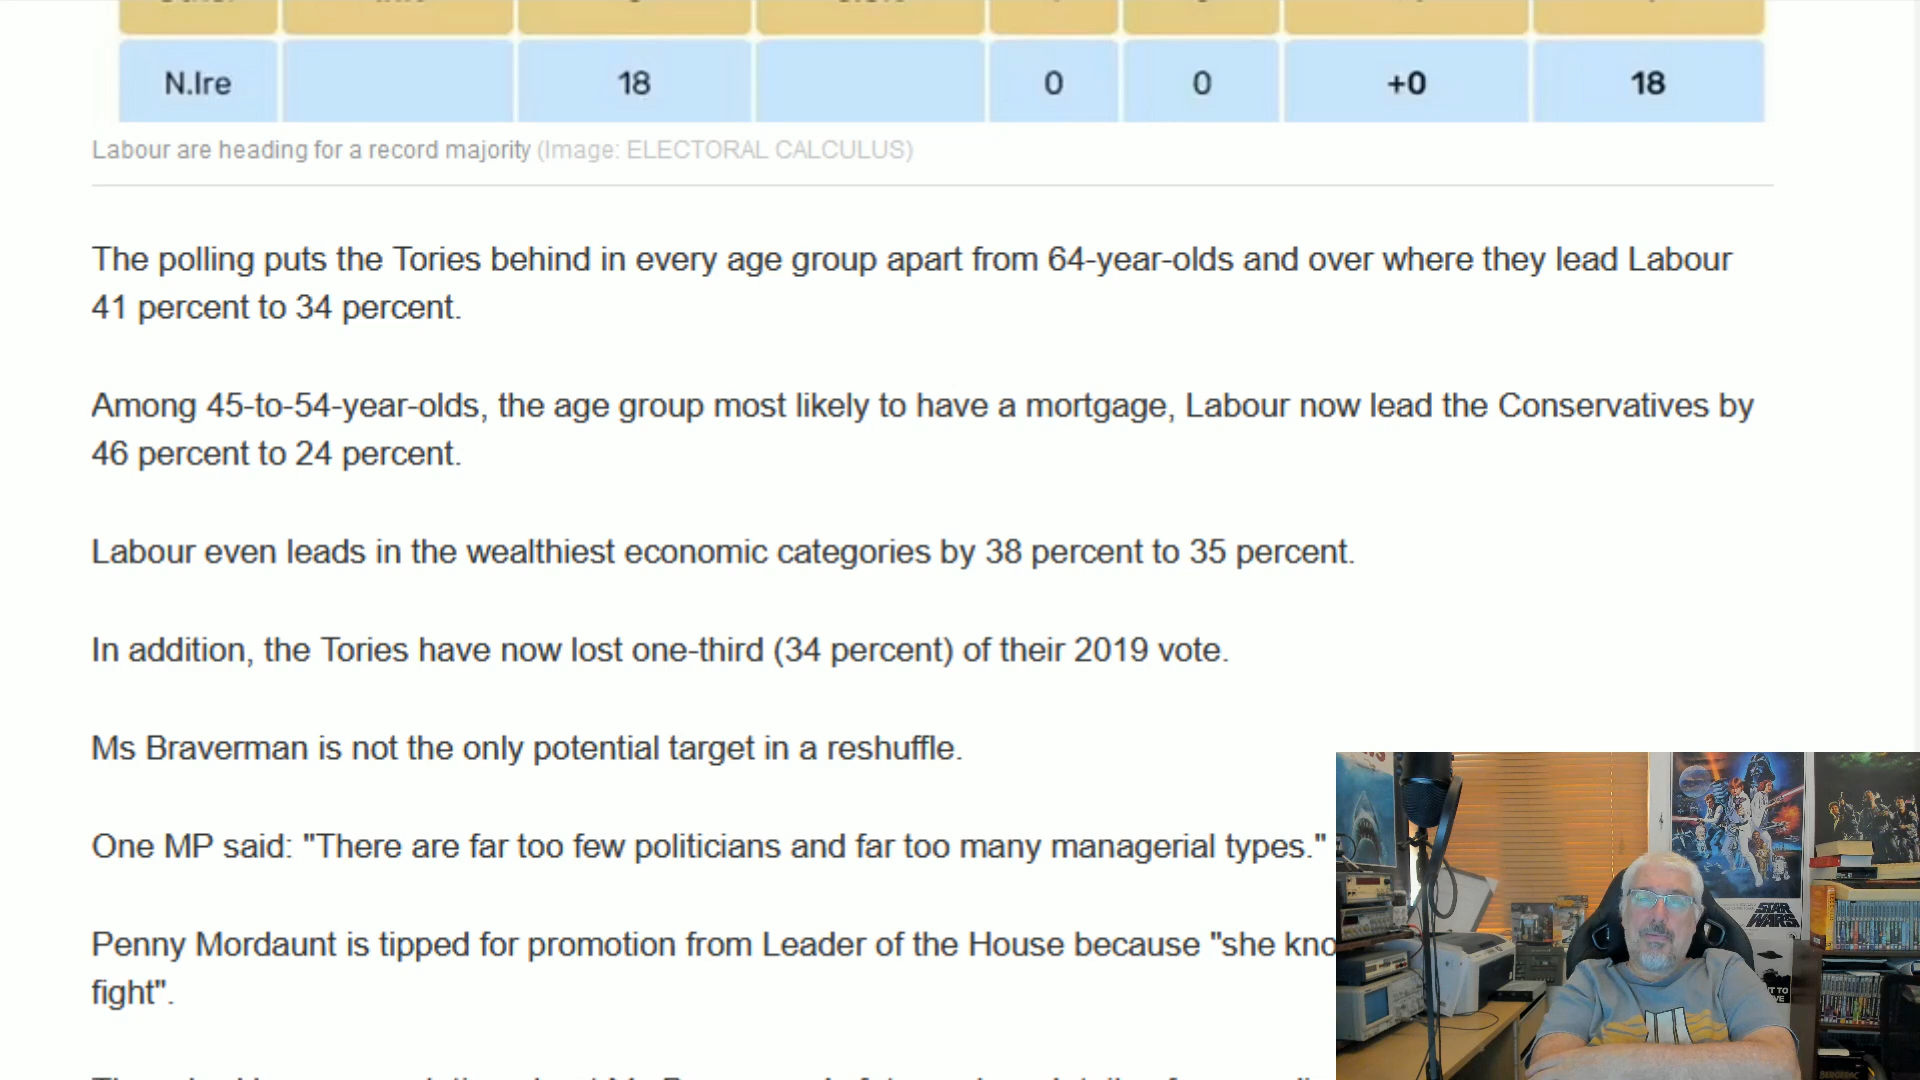 N.Ire 18 0 0 +0 18
Labour are heading for a record majority (Image: ELECTORAL CALCULUS)
The polling puts the Tories behind in every age group apart from 64-year-olds and over where they lead Labour
41 percent to 34 percent.
Among 45-to-54-year-olds, the age group most likely to have a mortgage, Labour now lead the Conservatives by
46 percent to 24 percent.
Labour even leads in the wealthiest economic categories by 38 percent to 35 percent.
In addition, the Tories have now lost one-third (34 percent) of their 2019 vote.
Ms Braverman is not the only potential target in a reshuffle.
One MP said: "There are far too few politicians and far too many managerial types."
Penny Mordaunt is tipped for promotion from Leader of the House because "she kno
fight".
STAR
WARS